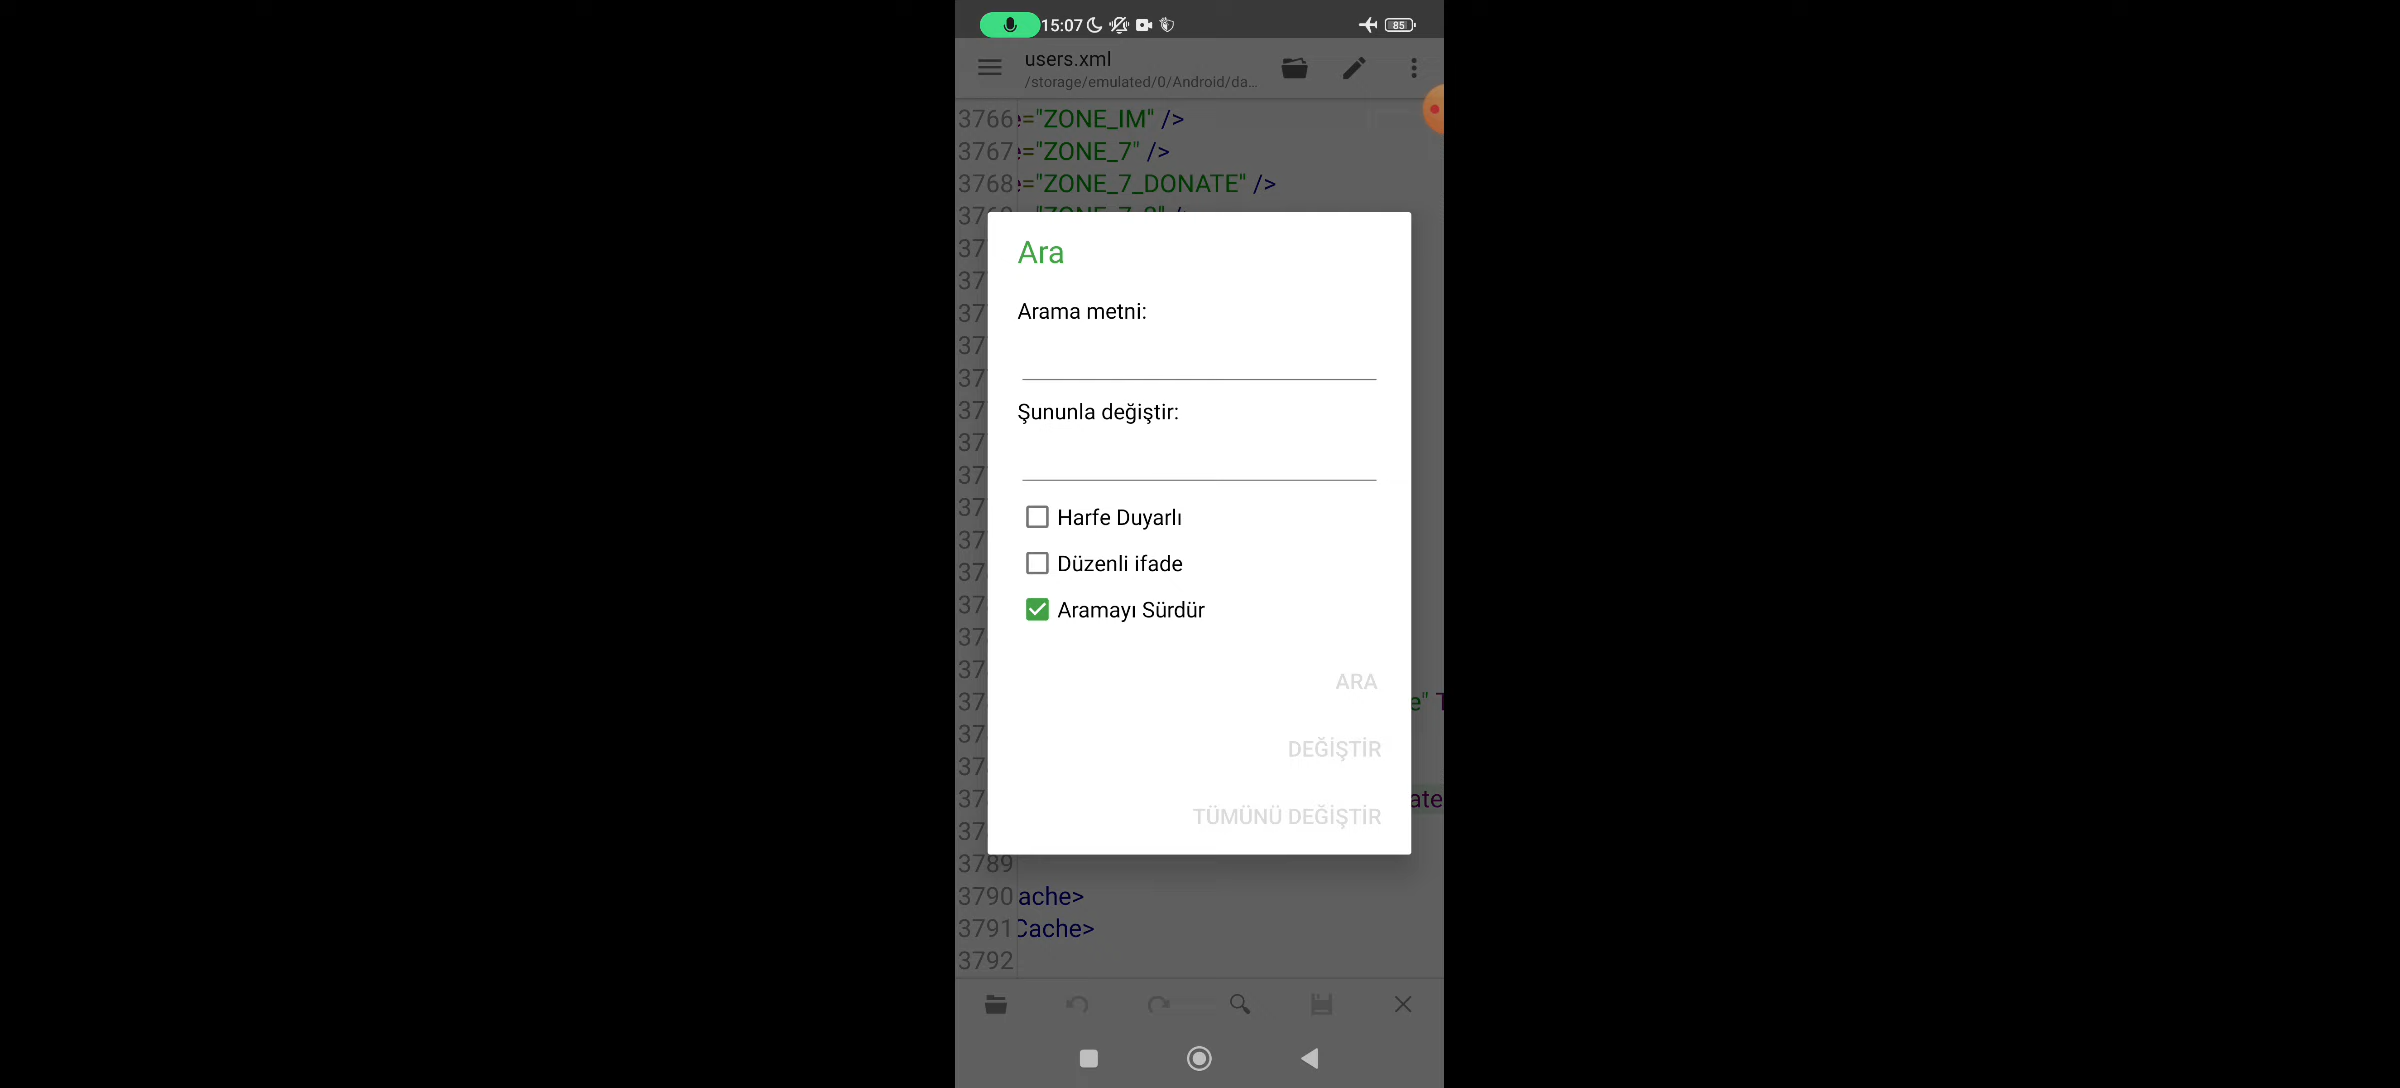 15:07
85
users.xml
/storage/emulated/0/Android/da...
3766 e="ZONE_IM" />
3767 e="ZONE_7" />
3768 e="ZONE_7_DONATE" />
Ara
Arama metni:
Şununla değiştir:
Harfe Duyarlı
Düzenli ifade
Aramayı Sürdür
ARA
e" T
DEĞİŞTİR
ate
TÜMÜNÜ DEĞİŞTİR
3789
3790 ache>
3791 Cache>
3792